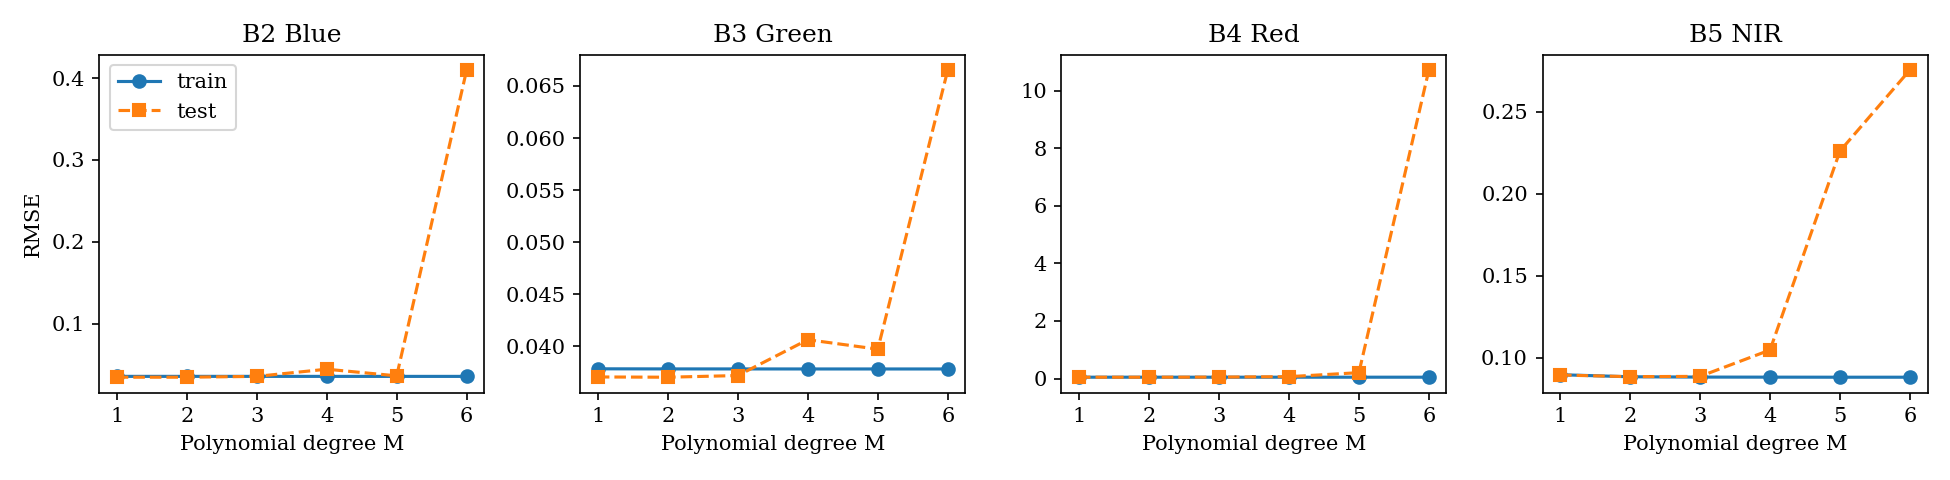 B2 Blue
0.4
0.3
0.2
0.1
RMSE
train
test
1 2 3 4 5 6
Polynomial degree M
B3 Green
0.065
0.060
0.055
0.050
0.045
0.040
1 2 3 4 5 6
Polynomial degree M
B4 Red
10
8
6
4
2
0
1 2 3 4 5 6
Polynomial degree M
B5 NIR
0.25
0.20
0.15
0.10
1 2 3 4 5 6
Polynomial degree M